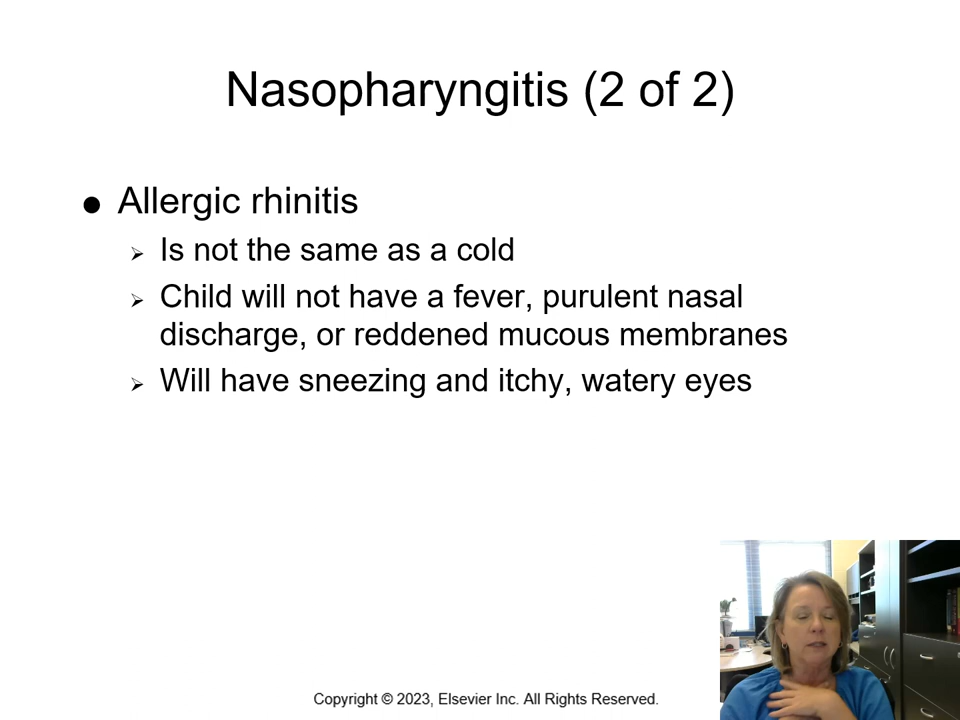 Nasopharyngitis (2 of 2)
● Allergic rhinitis
➢ Is not the same as a cold
➢ Child will not have a fever, purulent nasal
discharge, or reddened mucous membranes
➢ Will have sneezing and itchy, watery eyes
Copyright © 2023, Elsevier Inc. All Rights Reserved.